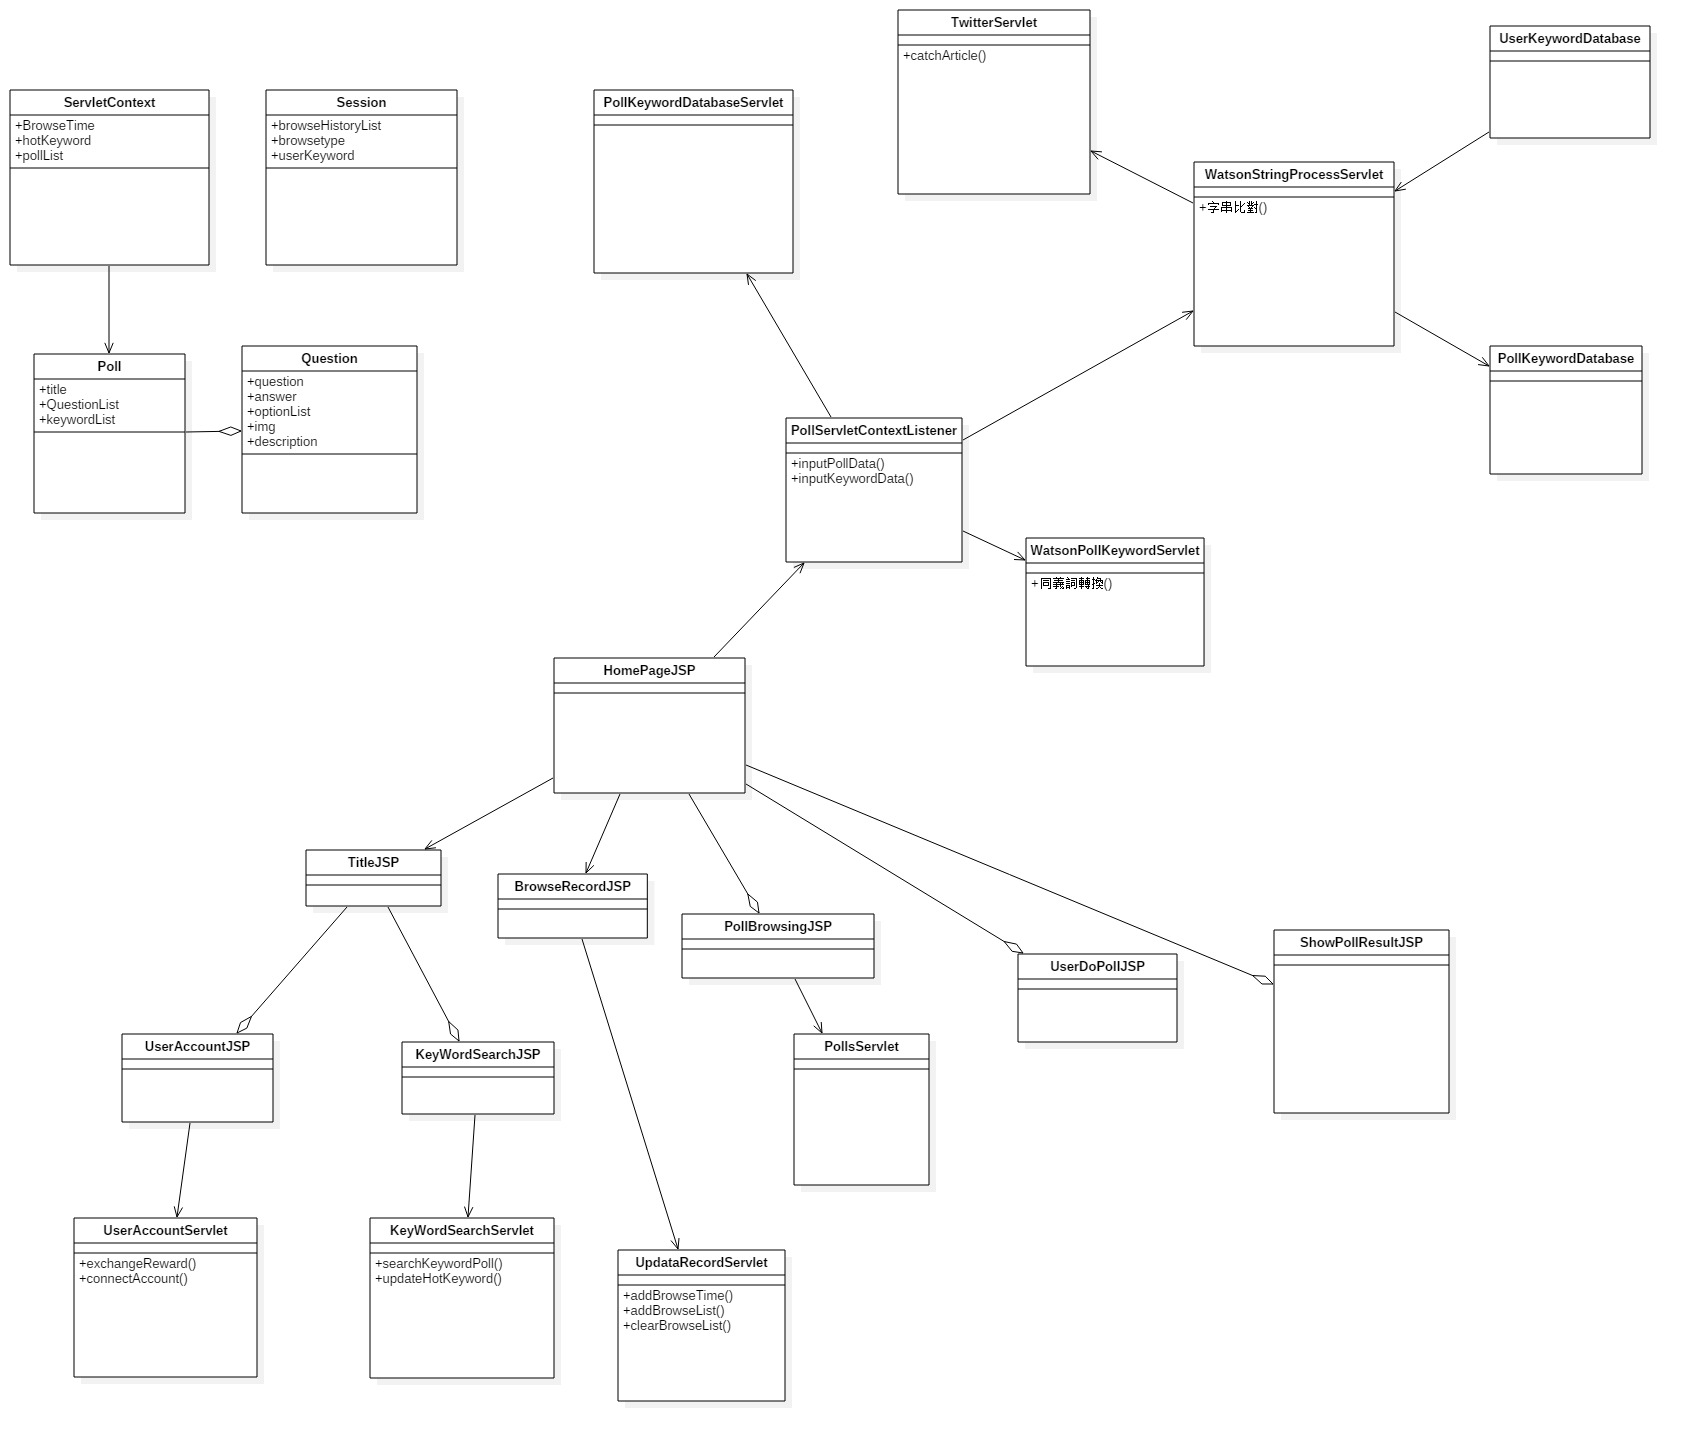 TwitterServlet
+catchArticle()
UserKeywordDatabase
ServletContext
+BrowseTime
+hotKeyword
+pollList
Session
+browseHistoryList
+browsetype
+userKeyword
PollKeywordDatabaseServlet
WatsonStringProcessServlet
+字串比對()
Poll
+title
+QuestionList
+keywordList
Question
+question
+answer
+optionList
+img
+description
PollKeywordDatabase
PollServletContextListener
+inputPollData()
+inputKeywordData()
WatsonPollKeywordServlet
+同義詞轉換()
HomePageJSP
TitleJSP
BrowseRecordJSP
PollBrowsingJSP
UserDoPollJSP
ShowPollResultJSP
UserAccountJSP
KeyWordSearchJSP
PollsServlet
UserAccountServlet
+exchangeReward()
+connectAccount()
KeyWordSearchServlet
+searchKeywordPoll()
+updateHotKeyword()
UpdataRecordServlet
+addBrowseTime()
+addBrowseList()
+clearBrowseList()